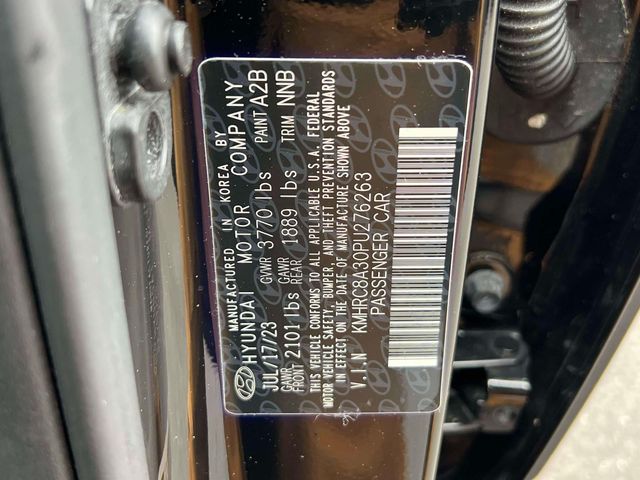 MANUFACTURED IN KOREA BY
HYUNDAI MOTOR COMPANY
JUL/17/23 GVWR 3770 lbs PAINT A2B
GAWR FRONT 2101 lbs GAWR REAR 1889 lbs TRIM NNB
THIS VEHICLE CONFORMS TO ALL APPLICABLE U.S.A. FEDERAL
MOTOR VEHICLE SAFETY, BUMPER, AND THEFT PREVENTION STANDARDS
IN EFFECT ON THE DATE OF MANUFACTURE SHOWN ABOVE
V.I.N KMHRC8A30PU276263
PASSENGER CAR